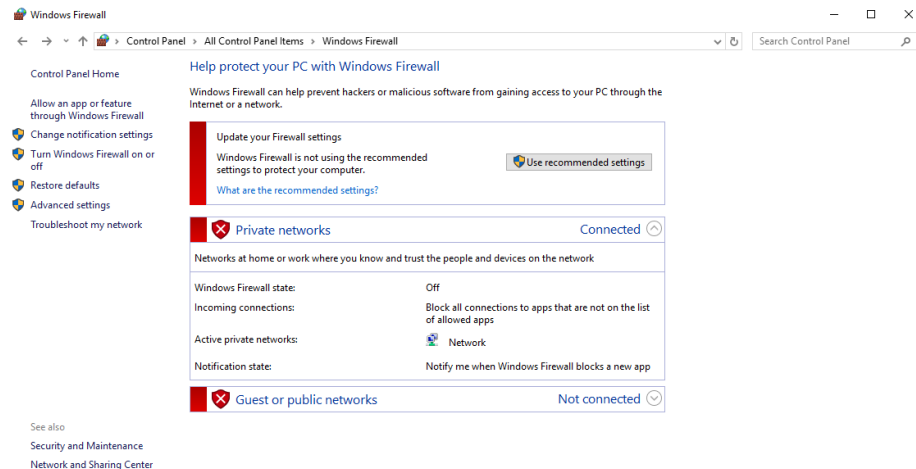 Windows Firewall
Control Panel > All Control Panel Items > Windows Firewall
Search Control Panel
Control Panel Home
Allow an app or feature
through Windows Firewall
Change notification settings
Turn Windows Firewall on or
off
Restore defaults
Advanced settings
Troubleshoot my network
Help protect your PC with Windows Firewall
Windows Firewall can help prevent hackers or malicious software from gaining access to your PC through the
Internet or a network.
Update your Firewall settings
Windows Firewall is not using the recommended
settings to protect your computer.
Use recommended settings
What are the recommended settings?
Private networks Connected
Networks at home or work where you know and trust the people and devices on the network
Windows Firewall state: Off
Incoming connections: Block all connections to apps that are not on the list
of allowed apps
Active private networks: Network
Notification state: Notify me when Windows Firewall blocks a new app
Guest or public networks Not connected
See also
Security and Maintenance
Network and Sharing Center